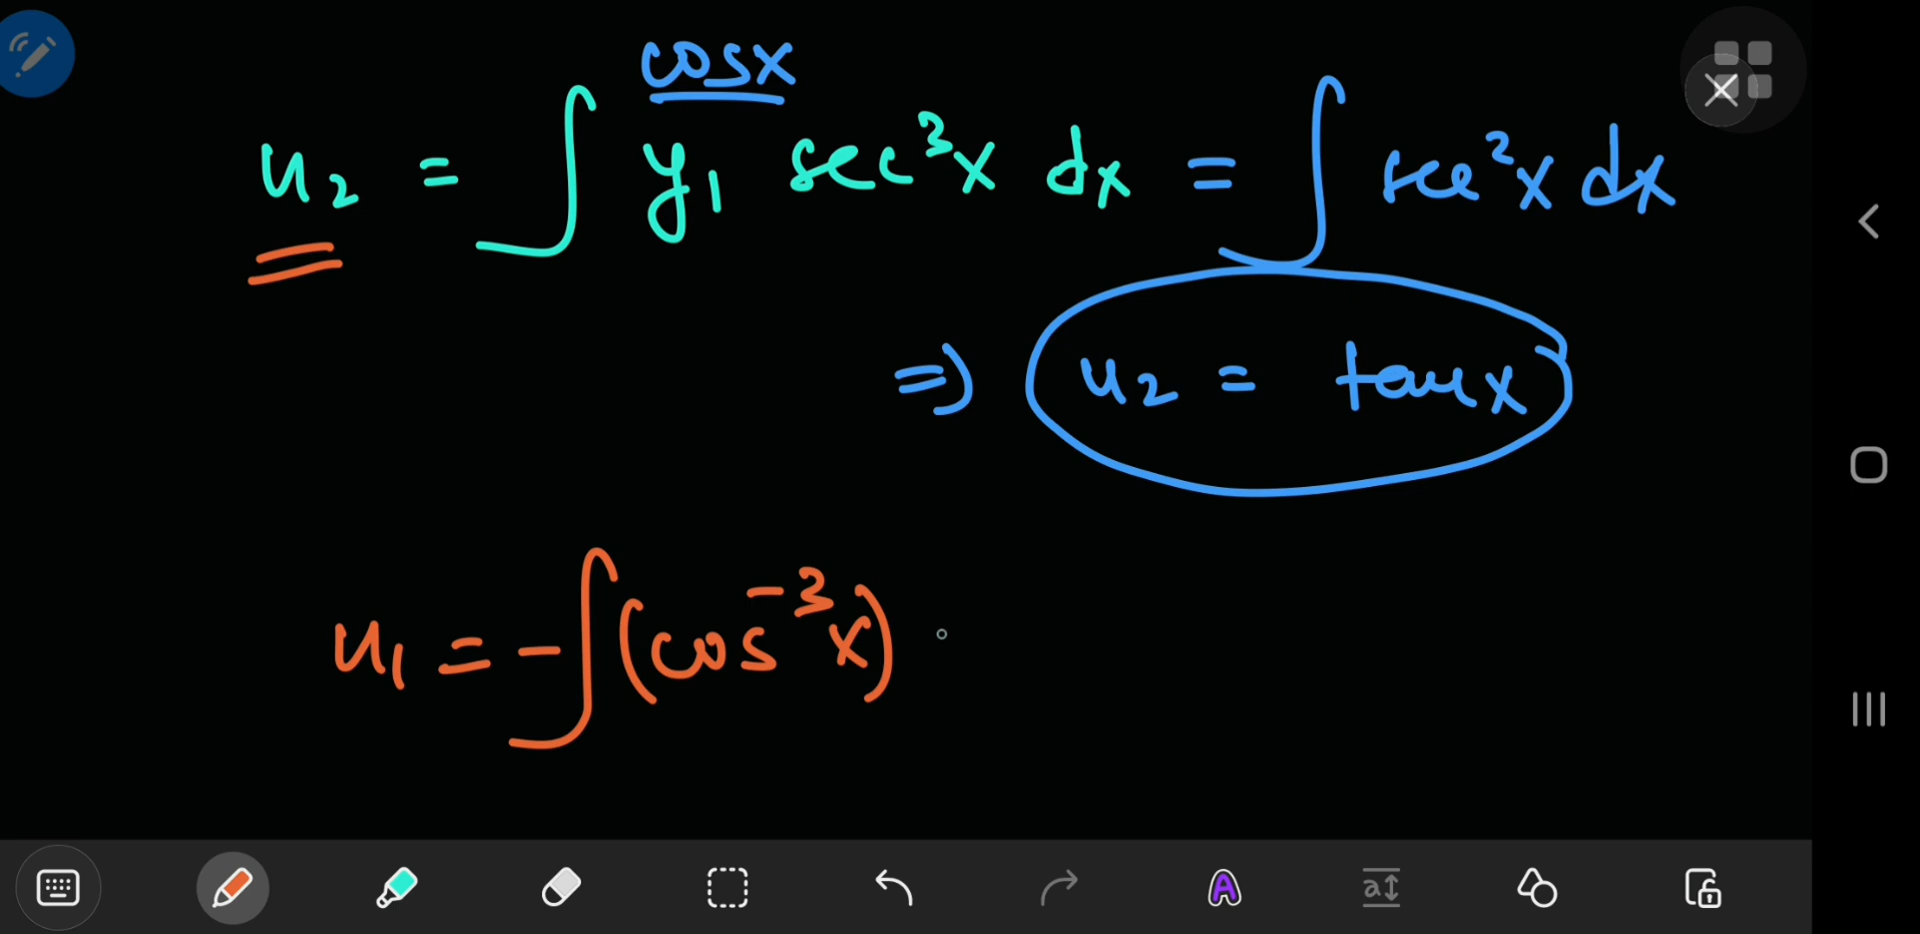 cosx
u₂ = ∫ y₁ sec³x dx = ∫ sec²x dx
⇒ u₂ = tanx
u₁ = -∫(cos⁻³x)
A
a